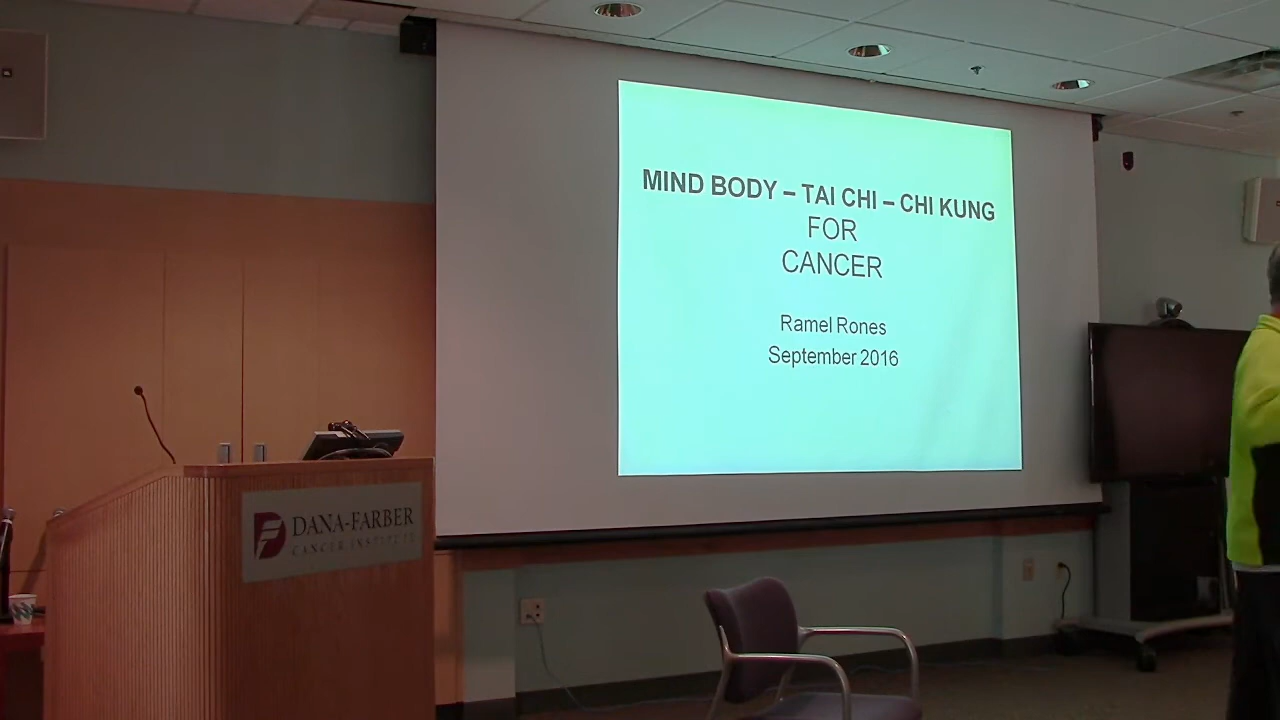 MIND BODY – TAI CHI – CHI KUNG
FOR
CANCER
Ramel Rones
September 2016
DANA-FARBER
CANCER INSTITUTE